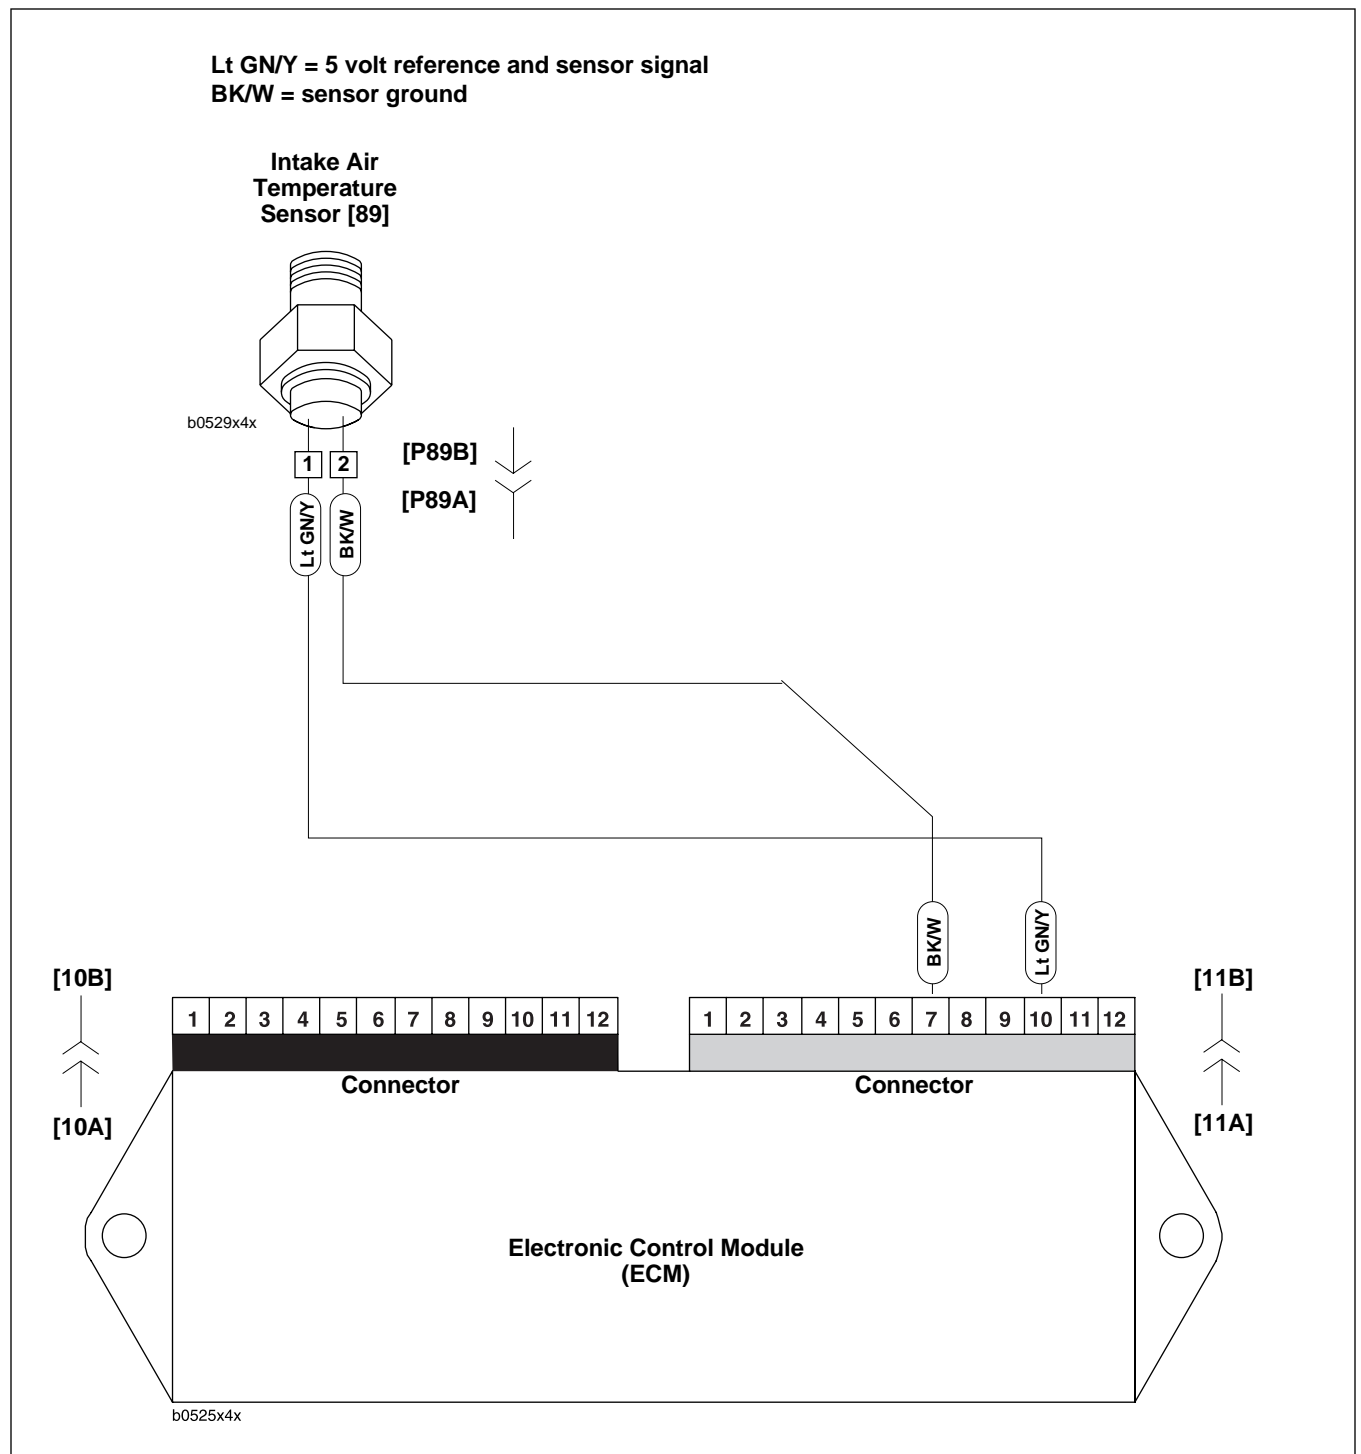 Lt GN/Y = 5 volt reference and sensor signal
BK/W = sensor ground
Intake Air
Temperature
Sensor [89]
b0529x4x
1 2
[P89B]
[P89A]
Lt GN/Y
BK/W
BK/W
Lt GN/Y
[10B]
[11B]
1 2 3 4 5 6 7 8 9 10 11 12
1 2 3 4 5 6 7 8 9 10 11 12
Connector
Connector
[10A]
[11A]
Electronic Control Module
(ECM)
b0525x4x